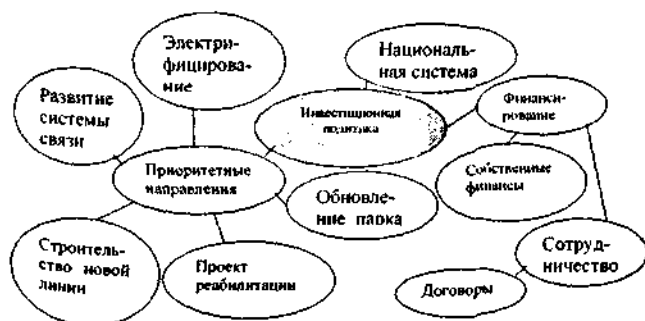 Электри-
фицирова-
ние
Националь-
ная система
Развитие
системы
связи
Инвестиционная
политика
Финанси-
рование
Приоритетные
направления
Собственные
финансы
Обновле-
ние парка
Строитель-
ство новой
линии
Проект
реабилитации
Сотруд-
ничество
Договоры